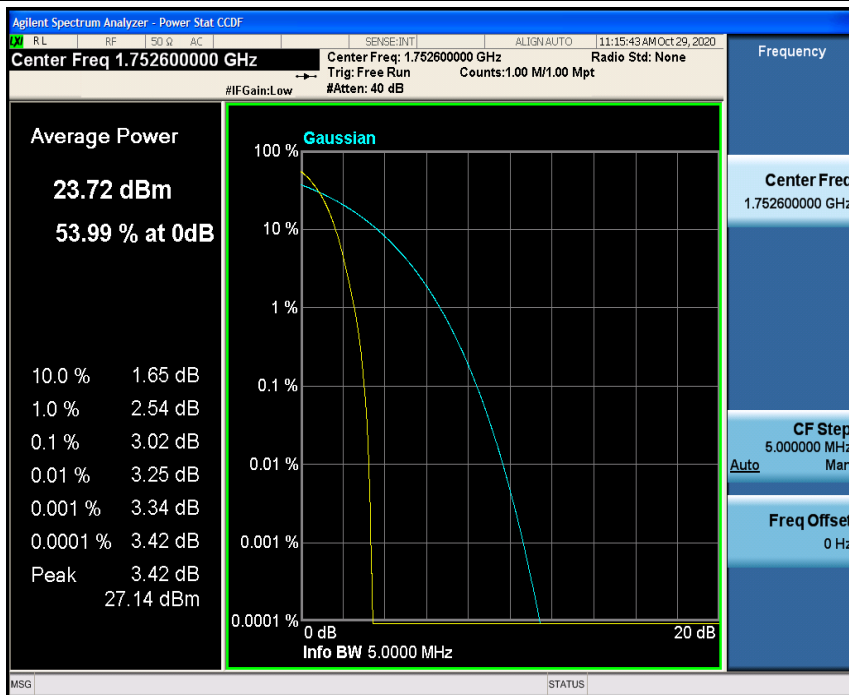 Agilent Spectrum Analyzer - Power Stat CCDF
LXI RL RF 50 Ω AC SENSE:INT ALIGN AUTO 11:15:43 AM Oct 29, 2020
Center Freq 1.752600000 GHz
Center Freq: 1.752600000 GHz Radio Std: None
Trig: Free Run Counts:1.00 M/1.00 Mpt
#IFGain:Low #Atten: 40 dB
Frequency
Average Power
23.72 dBm
53.99 % at 0dB
10.0 % 1.65 dB
1.0 % 2.54 dB
0.1 % 3.02 dB
0.01 % 3.25 dB
0.001 % 3.34 dB
0.0001 % 3.42 dB
Peak 3.42 dB
27.14 dBm
Gaussian
100 %
10 %
1 %
0.1 %
0.01 %
0.001 %
0.0001 %
0 dB 20 dB
Info BW 5.0000 MHz
Center Freq
1.752600000 GHz
CF Step
5.000000 MHz
Auto Man
Freq Offset
0 Hz
MSG STATUS